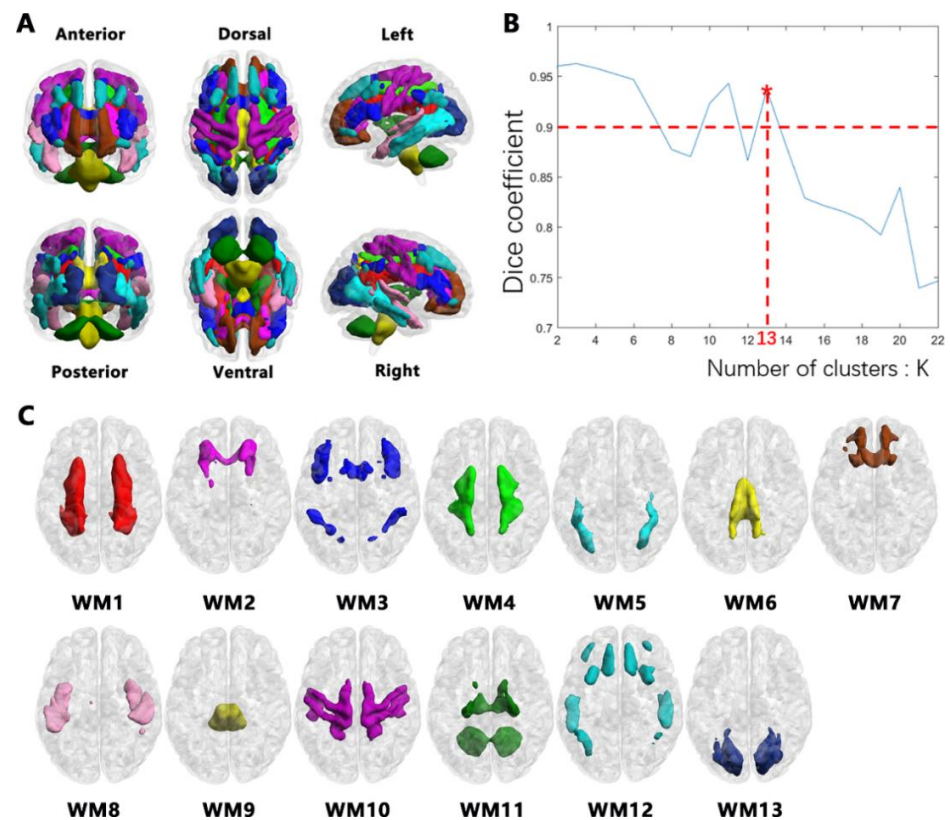 A
Anterior Dorsal Left
Posterior Ventral Right
B
1
0.95
0.9
0.85
0.8
0.75
0.7
Dice coefficient
2 4 6 8 10 12 13 14 16 18 20 22
Number of clusters : K
C
WM1 WM2 WM3 WM4 WM5 WM6 WM7
WM8 WM9 WM10 WM11 WM12 WM13